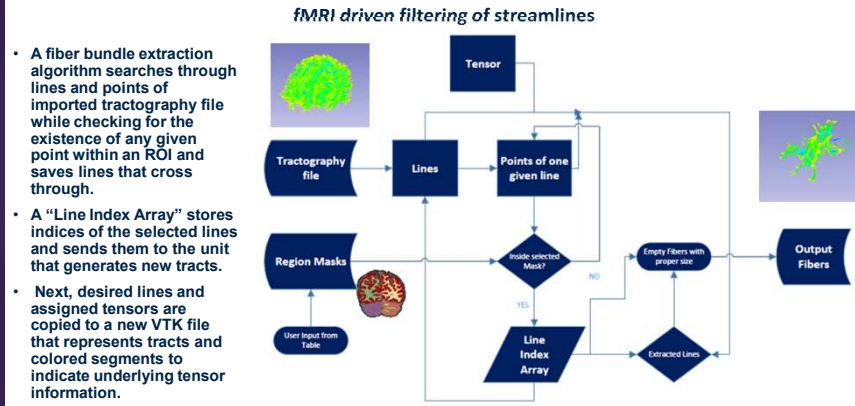 fMRI driven filtering of streamlines
• A fiber bundle extraction
algorithm searches through
lines and points of
imported tractography file
while checking for the
existence of any given
point within an ROI and
saves lines that cross
through.
• A “Line Index Array” stores
indices of the selected lines
and sends them to the unit
that generates new tracts.
• Next, desired lines and
assigned tensors are
copied to a new VTK file
that represents tracts and
colored segments to
indicate underlying tensor
information.
Tensor
Tractography
file
Lines
Points of one
given line
Region Masks
Inside selected
Mask?
NO
YES
Empty Fibers with
proper size
Output
Fibers
User Input from
Table
Line
Index
Array
Extracted Lines